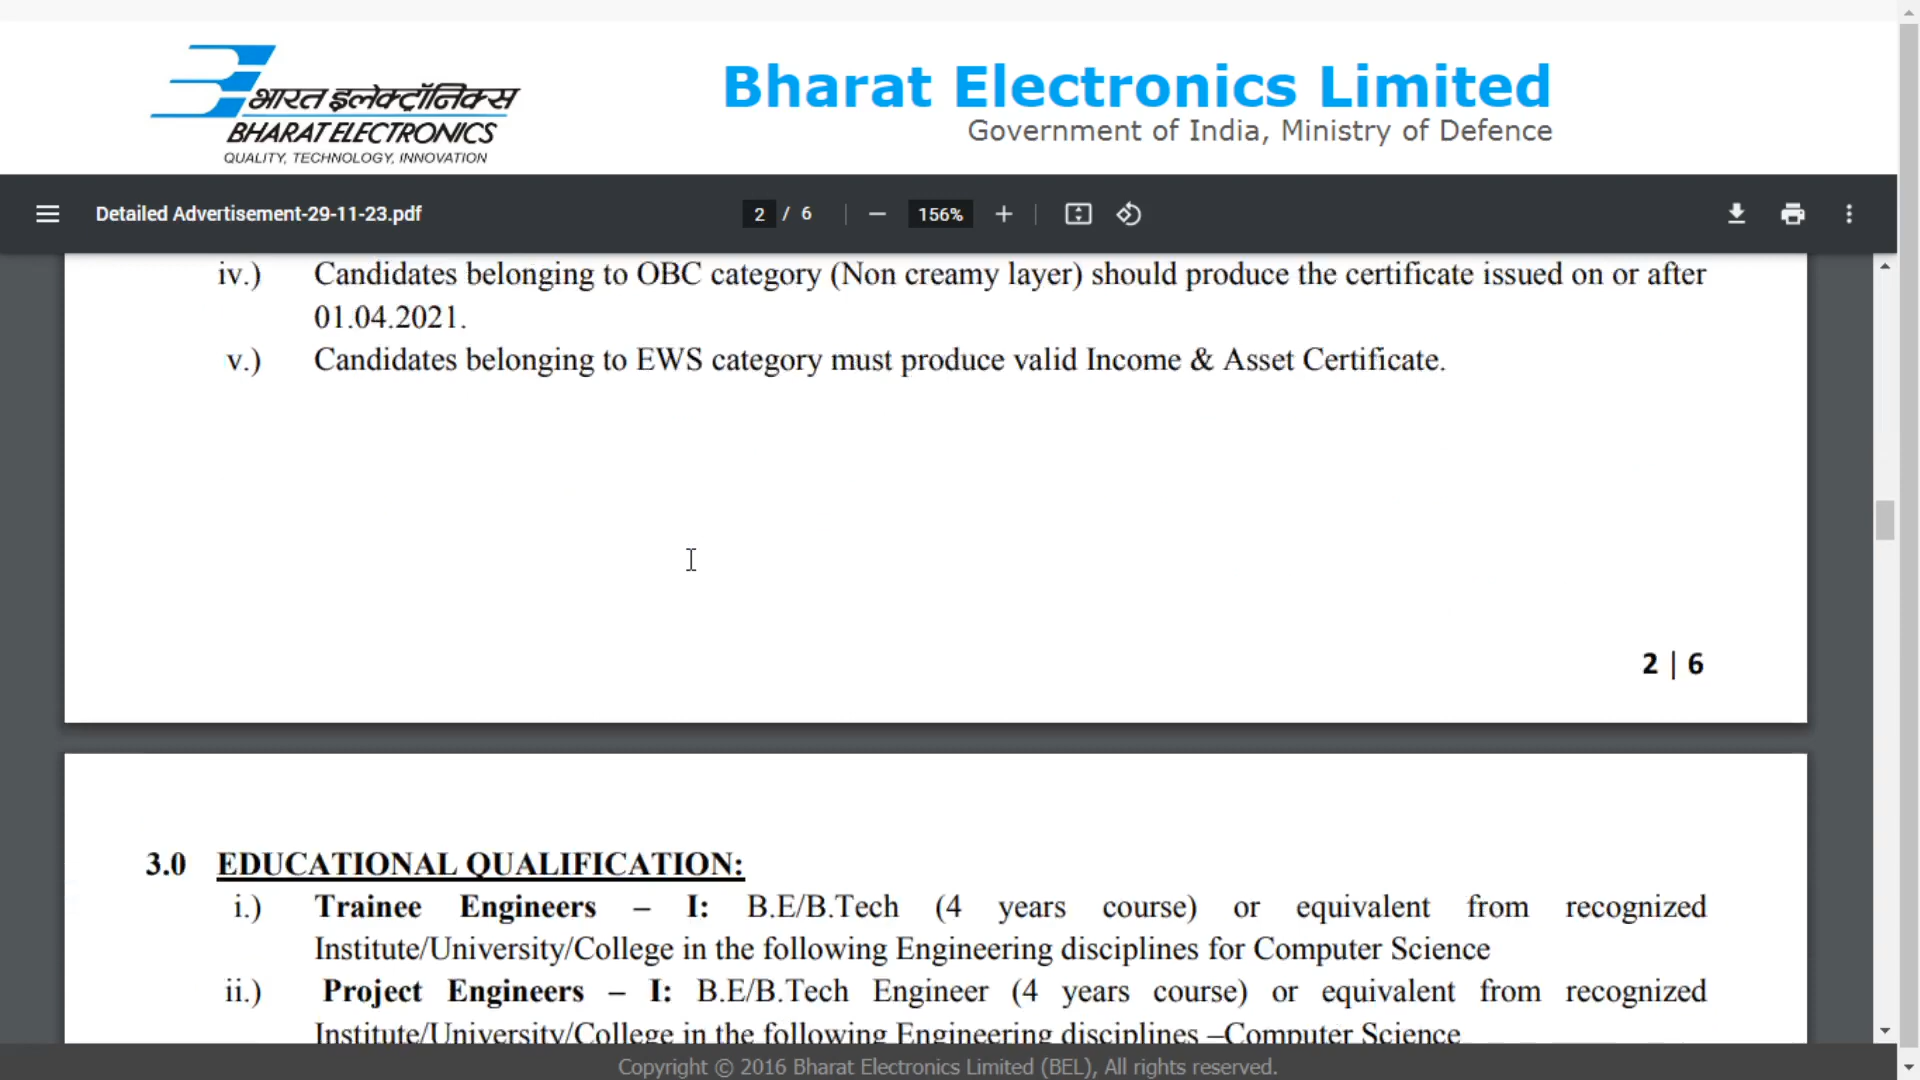 भारत इलेक्ट्रॉनिक्स
BHARAT ELECTRONICS
QUALITY, TECHNOLOGY, INNOVATION
Bharat Electronics Limited
Government of India, Ministry of Defence
Detailed Advertisement-29-11-23.pdf
2 / 6
156%
iv.) Candidates belonging to OBC category (Non creamy layer) should produce the certificate issued on or after
01.04.2021.
v.) Candidates belonging to EWS category must produce valid Income & Asset Certificate.
2 | 6
3.0 EDUCATIONAL QUALIFICATION:
i.) Trainee Engineers – I: B.E/B.Tech (4 years course) or equivalent from recognized
Institute/University/College in the following Engineering disciplines for Computer Science
ii.) Project Engineers – I: B.E/B.Tech Engineer (4 years course) or equivalent from recognized
Institute/University/College in the following Engineering disciplines –Computer Science
Copyright © 2016 Bharat Electronics Limited (BEL), All rights reserved.